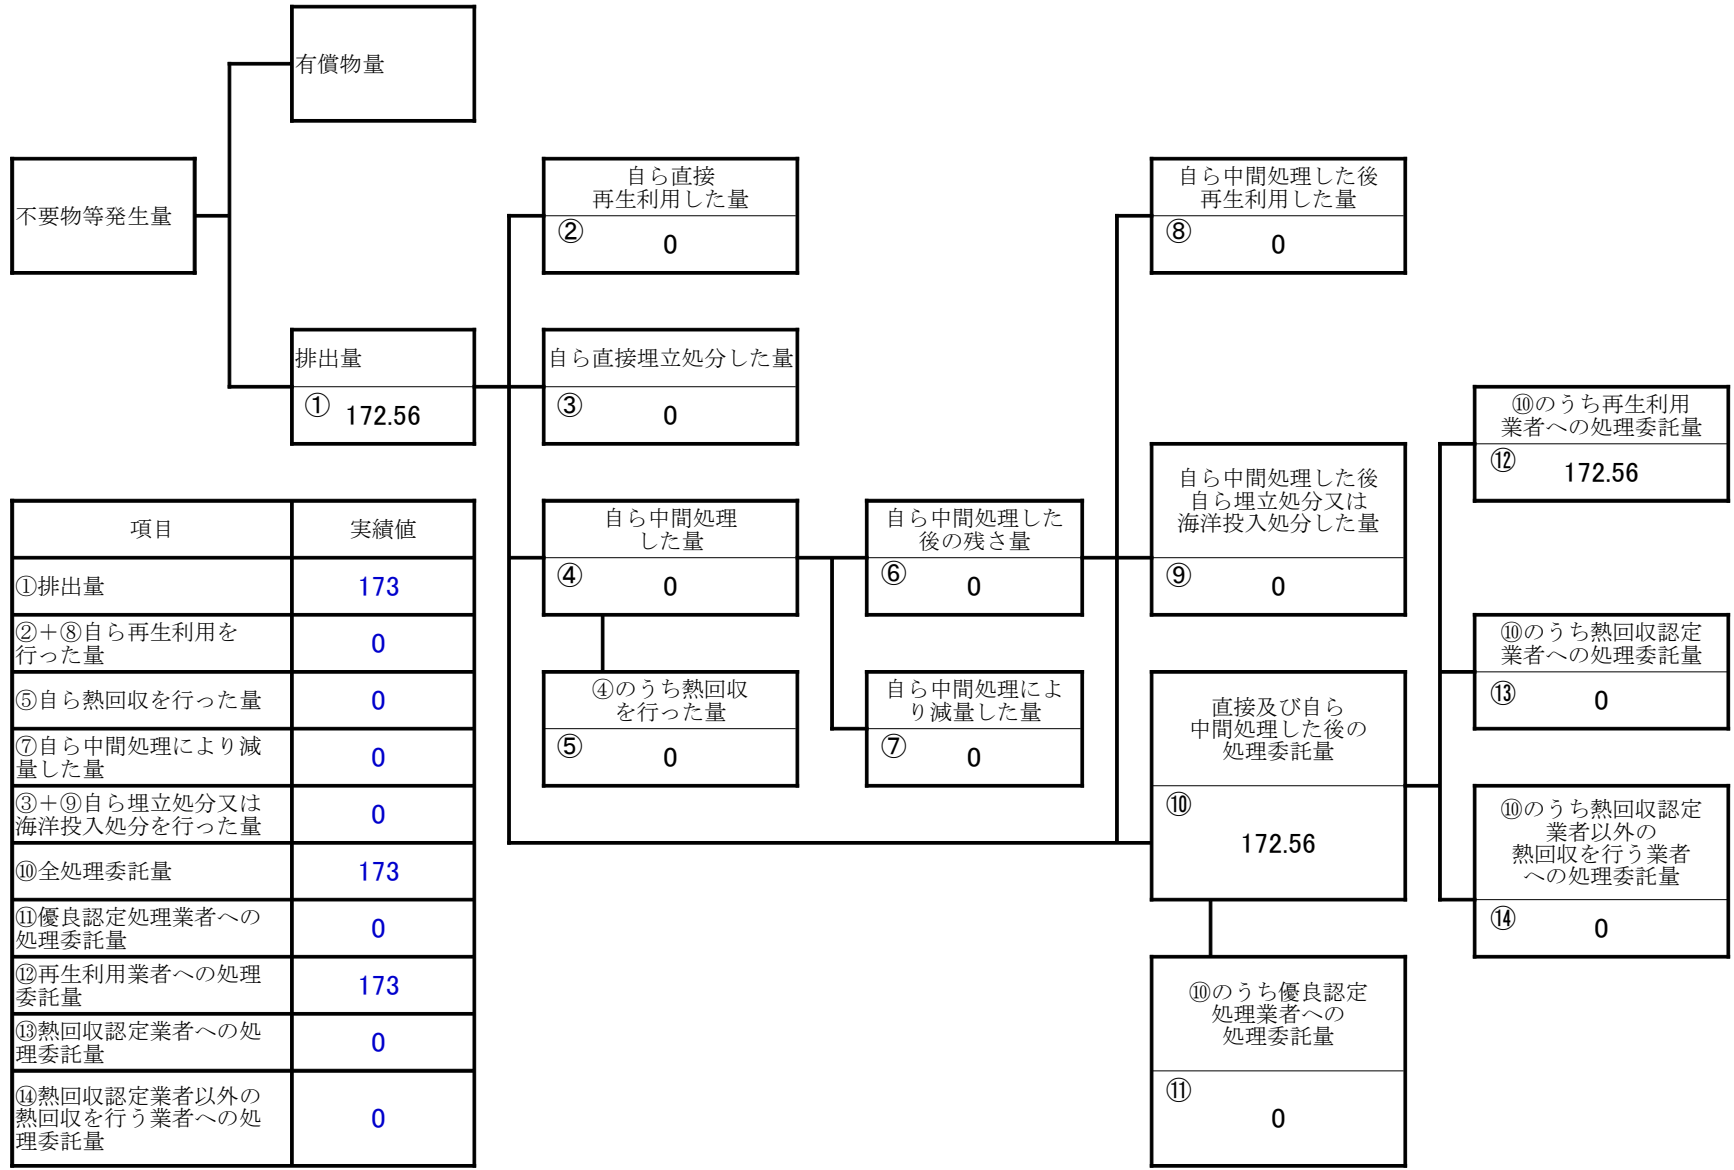 有償物量
不要物等発生量
自ら直接
再生利用した量
②
0
自ら中間処理した後
再生利用した量
⑧
0
排出量
①
172.56
自ら直接埋立処分した量
③
0
⑩のうち再生利用
業者への処理委託量
⑫
172.56
自ら中間処理
した量
④
0
自ら中間処理した
後の残さ量
⑥
0
自ら中間処理した後
自ら埋立処分又は
海洋投入処分した量
⑨
0
⑩のうち熱回収認定
業者への処理委託量
⑬
0
④のうち熱回収
を行った量
⑤
0
自ら中間処理によ
り減量した量
⑦
0
直接及び自ら
中間処理した後の
処理委託量
⑩
172.56
⑩のうち熱回収認定
業者以外の
熱回収を行う業者
への処理委託量
⑭
0
⑩のうち優良認定
処理業者への
処理委託量
⑪
0
項目
実績値
①排出量
173
②＋⑧自ら再生利用を
行った量
0
⑤自ら熱回収を行った量
0
⑦自ら中間処理により減
量した量
0
③＋⑨自ら埋立処分又は
海洋投入処分を行った量
0
⑩全処理委託量
173
⑪優良認定処理業者への
処理委託量
0
⑫再生利用業者への処理
委託量
173
⑬熱回収認定業者への処
理委託量
0
⑭熱回収認定業者以外の
熱回収を行う業者への処
理委託量
0